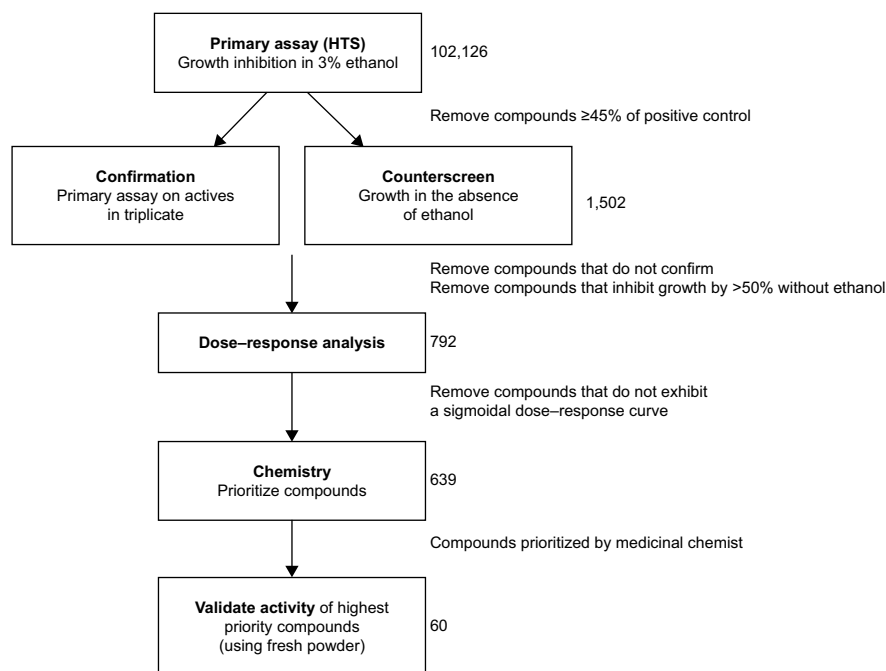 Primary assay (HTS)
Growth inhibition in 3% ethanol
102,126
Remove compounds ≥45% of positive control
Confirmation
Primary assay on actives
in triplicate
Counterscreen
Growth in the absence
of ethanol
1,502
Remove compounds that do not confirm
Remove compounds that inhibit growth by >50% without ethanol
Dose–response analysis
792
Remove compounds that do not exhibit
a sigmoidal dose–response curve
Chemistry
Prioritize compounds
639
Compounds prioritized by medicinal chemist
Validate activity of highest
priority compounds
(using fresh powder)
60